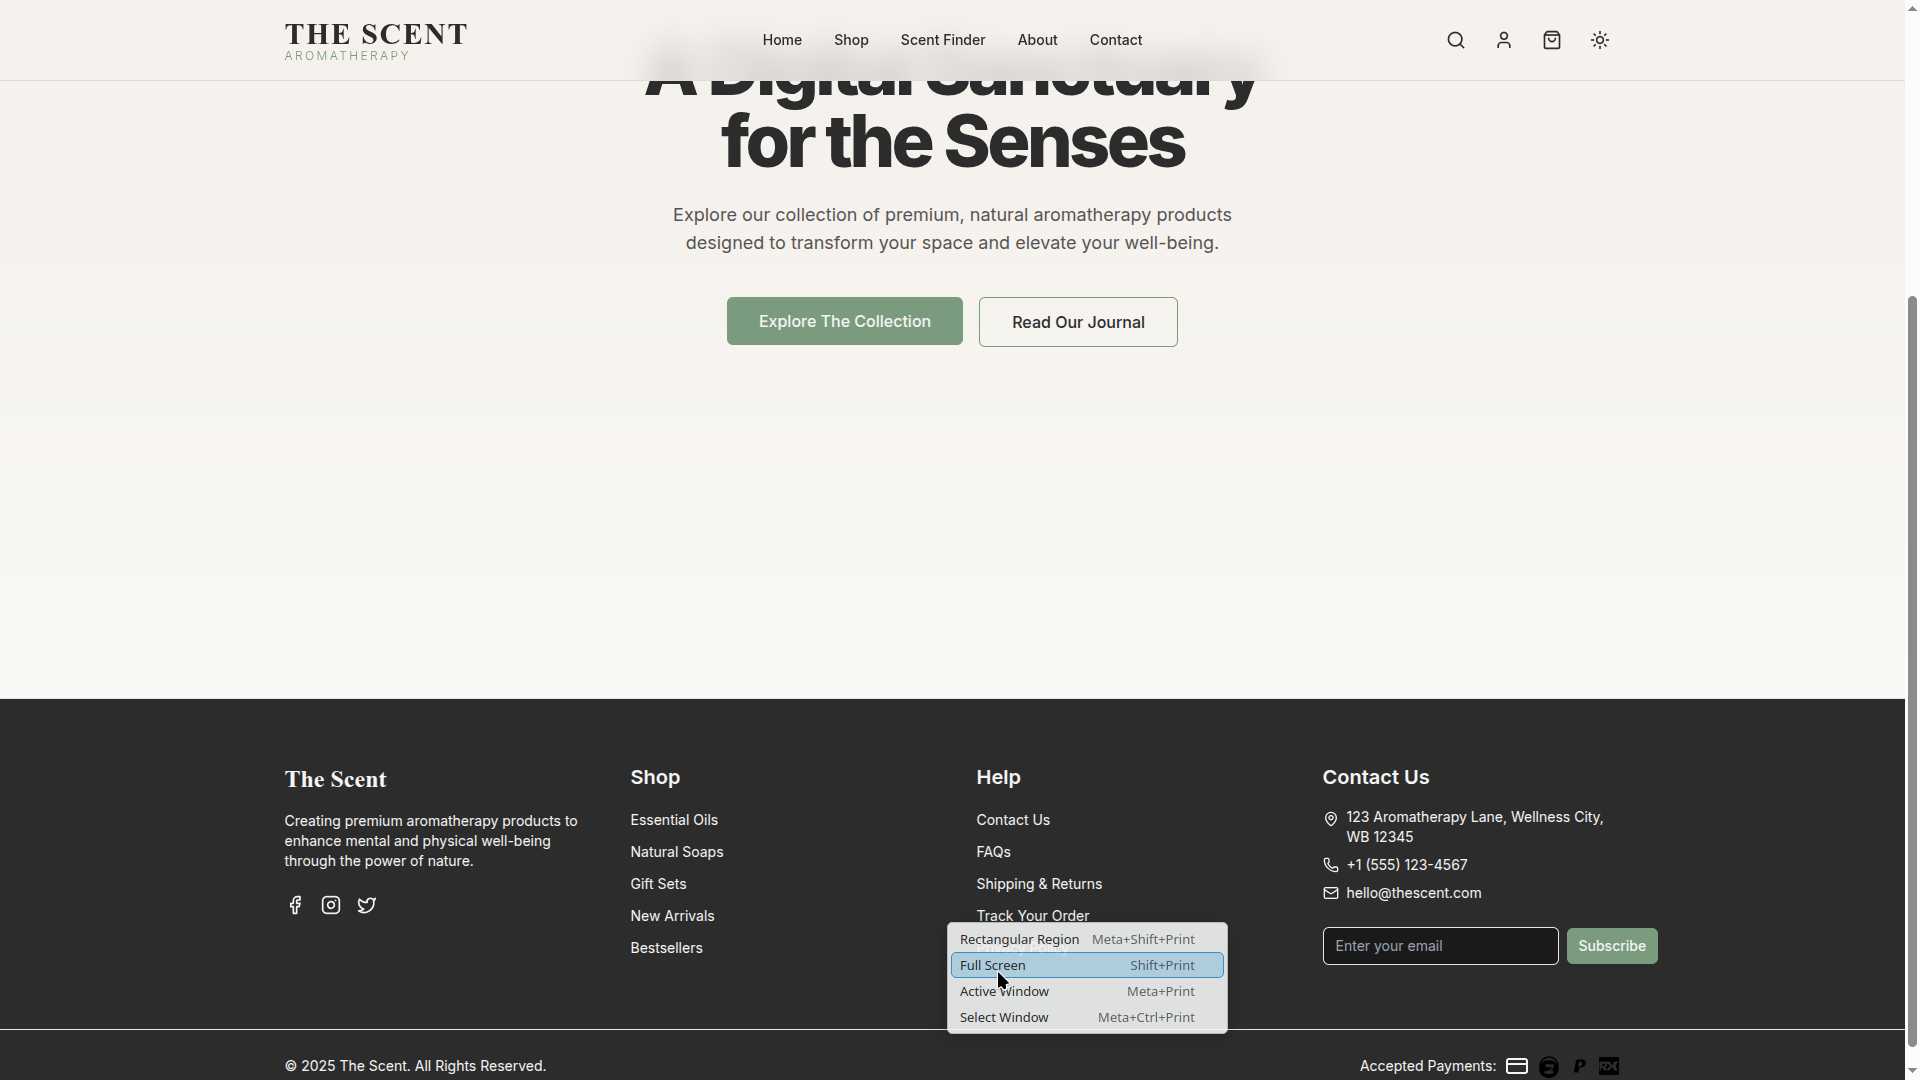 THE SCENT
AROMATHERAPY
Home
Shop
Scent Finder
About
Contact
A Digital Sanctuary
for the Senses
Explore our collection of premium, natural aromatherapy products
designed to transform your space and elevate your well-being.
Explore The Collection
Read Our Journal
The Scent
Creating premium aromatherapy products to
enhance mental and physical well-being
through the power of nature.
Shop
Essential Oils
Natural Soaps
Gift Sets
New Arrivals
Bestsellers
Help
Contact Us
FAQs
Shipping & Returns
Track Your Order
Privacy Policy
Rectangular Region Meta+Shift+Print
Full Screen Shift+Print
Active Window Meta+Print
Select Window Meta+Ctrl+Print
Contact Us
123 Aromatherapy Lane, Wellness City,
WB 12345
+1 (555) 123-4567
hello@thescent.com
Enter your email
Subscribe
© 2025 The Scent. All Rights Reserved.
Accepted Payments: